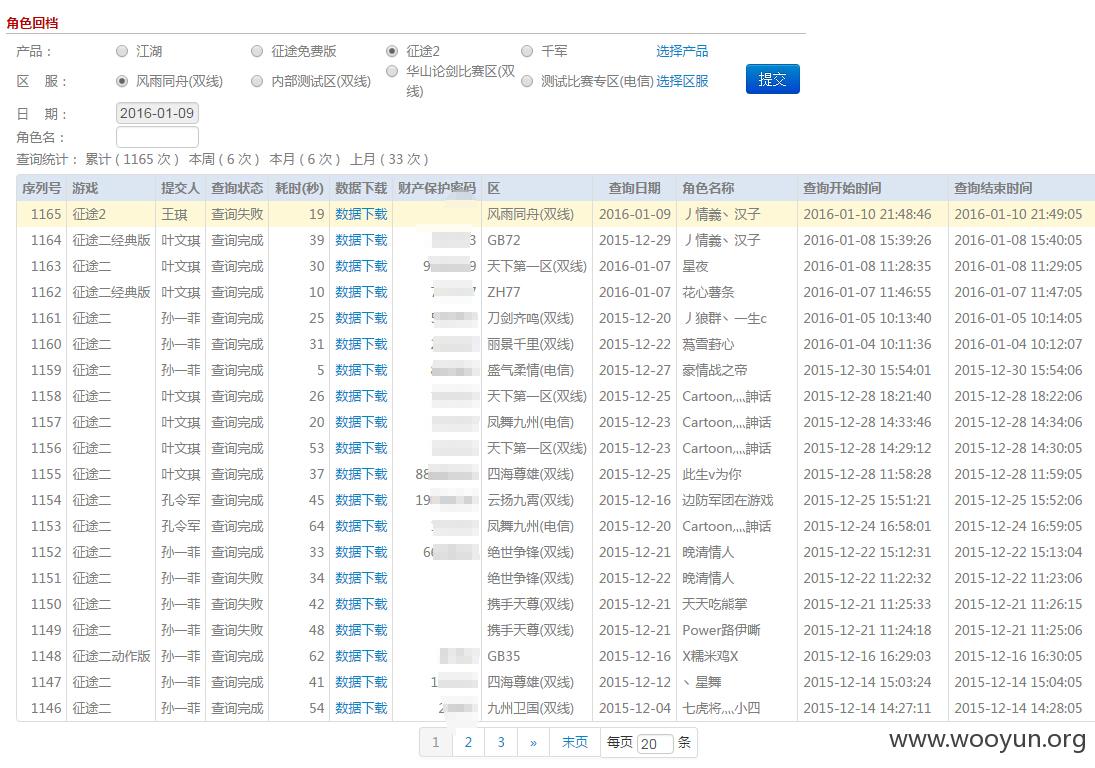 角色回档
产品： 江湖 征途免费版 征途2 千军 选择产品
区 服： 风雨同舟(双线) 内部测试区(双线) 华山论剑比赛区(双线) 测试比赛专区(电信) 选择区服 提交
日 期： 2016-01-09
角色名：
查询统计： 累计 ( 1165 次 ) 本周 ( 6 次 ) 本月 ( 6 次 ) 上月 ( 33 次 )
序列号 游戏 提交人 查询状态 耗时(秒) 数据下载 财产保护密码 区 查询日期 角色名称 查询开始时间 查询结束时间
1165 征途2 王琪 查询失败 19 数据下载 风雨同舟(双线) 2016-01-09 丿情義丶汉子 2016-01-10 21:48:46 2016-01-10 21:49:05
1164 征途二经典版 叶文琪 查询完成 39 数据下载 3 GB72 2015-12-29 丿情義丶汉子 2016-01-08 15:39:26 2016-01-08 15:40:05
1163 征途二 叶文琪 查询完成 30 数据下载 9 9 天下第一区(双线) 2016-01-07 星夜 2016-01-08 11:28:35 2016-01-08 11:29:05
1162 征途二经典版 叶文琪 查询完成 10 数据下载 ZH77 2016-01-07 花心薯条 2016-01-07 11:46:55 2016-01-07 11:47:05
1161 征途二 孙一菲 查询完成 25 数据下载 刀剑齐鸣(双线) 2015-12-20 丿狼群丶一生c 2016-01-05 10:13:40 2016-01-05 10:14:05
1160 征途二 孙一菲 查询完成 31 数据下载 丽景千里(双线) 2015-12-22 2016-01-04 10:11:36 2016-01-04 10:12:07
1159 征途二 孙一菲 查询完成 5 数据下载 盛气柔情(电信) 2015-12-27 豪情战之帝 2015-12-30 15:54:01 2015-12-30 15:54:06
1158 征途二 叶文琪 查询完成 26 数据下载 天下第一区(双线) 2015-12-25 Cartoon灬訷話 2015-12-28 18:21:40 2015-12-28 18:22:06
1157 征途二 叶文琪 查询完成 20 数据下载 凤舞九州(电信) 2015-12-23 Cartoon灬訷話 2015-12-28 14:33:46 2015-12-28 14:34:06
1156 征途二 叶文琪 查询完成 53 数据下载 天下第一区(双线) 2015-12-23 Cartoon灬訷話 2015-12-28 14:29:12 2015-12-28 14:30:05
1155 征途二 叶文琪 查询完成 37 数据下载 88 四海尊雄(双线) 2015-12-25 此生v为你 2015-12-28 11:58:28 2015-12-28 11:59:05
1154 征途二 孔令军 查询完成 45 数据下载 19 云扬九霄(双线) 2015-12-16 边防军团在游戏 2015-12-25 15:51:21 2015-12-25 15:52:06
1153 征途二 孔令军 查询完成 64 数据下载 凤舞九州(电信) 2015-12-20 Cartoon灬訷話 2015-12-24 16:58:01 2015-12-24 16:59:05
1152 征途二 孙一菲 查询完成 33 数据下载 6 绝世争锋(双线) 2015-12-21 晚清情人 2015-12-22 15:12:31 2015-12-22 15:13:04
1151 征途二 孙一菲 查询失败 34 数据下载 绝世争锋(双线) 2015-12-22 晚清情人 2015-12-22 11:22:32 2015-12-22 11:23:06
1150 征途二 孙一菲 查询失败 42 数据下载 携手天尊(双线) 2015-12-21 天天吃熊掌 2015-12-21 11:25:33 2015-12-21 11:26:15
1149 征途二 孙一菲 查询失败 48 数据下载 携手天尊(双线) 2015-12-21 Power路伊嘶 2015-12-21 11:24:18 2015-12-21 11:25:06
1148 征途二动作版 孙一菲 查询完成 62 数据下载 GB35 2015-12-16 X糯米鸡X 2015-12-16 16:29:03 2015-12-16 16:30:05
1147 征途二 孙一菲 查询完成 41 数据下载 1 四海尊雄(双线) 2015-12-12 丶星舞 2015-12-14 15:03:24 2015-12-14 15:04:05
1146 征途二 孙一菲 查询完成 54 数据下载 2 九州卫国(双线) 2015-12-04 七虎将灬小四 2015-12-14 14:27:11 2015-12-14 14:28:05
1 2 3 » 末页 每页 20 条
www.wooyun.org